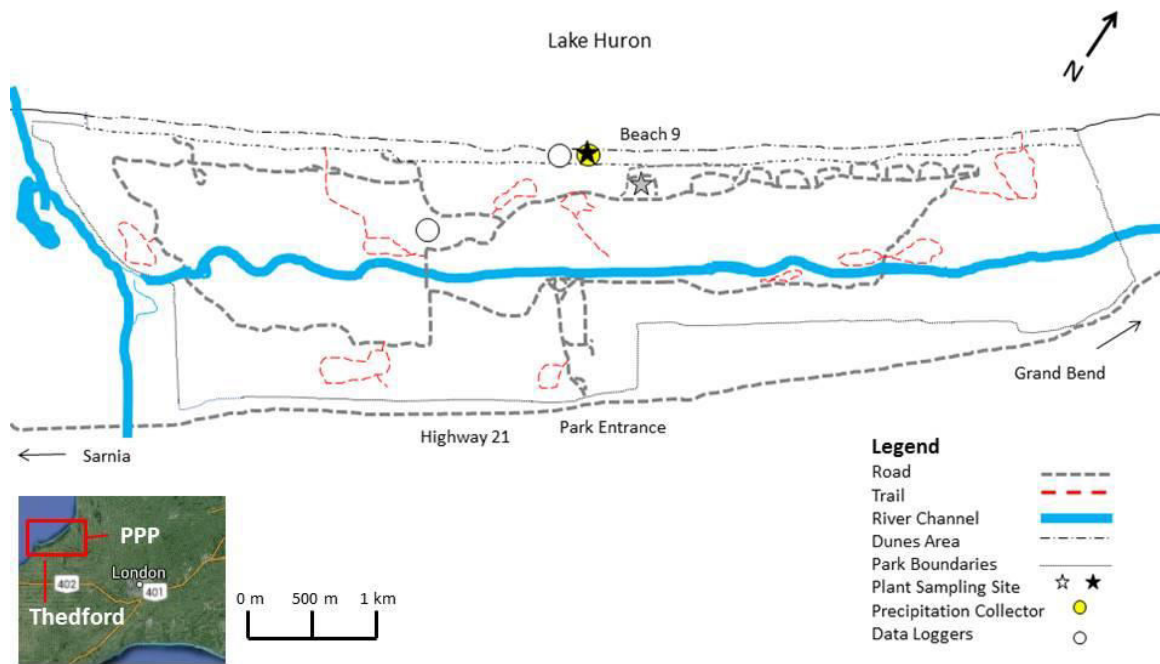 Lake Huron
N
Beach 9
Grand Bend
Park Entrance
Highway 21
Sarnia
Legend
Road
Trail
River Channel
Dunes Area
Park Boundaries
Plant Sampling Site
Precipitation Collector
Data Loggers
PPP
London
402
401
Thedford
0 m 500 m 1 km